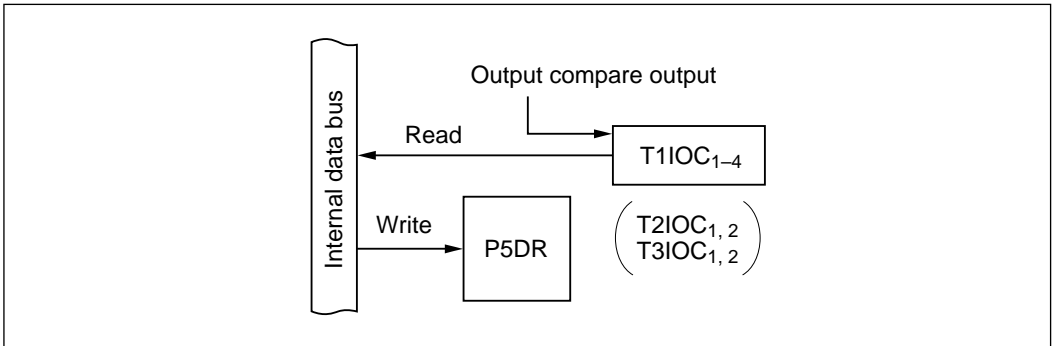 Output compare output
Internal data bus
Read
T1IOC1–4
Write
P5DR
T2IOC1, 2
T3IOC1, 2